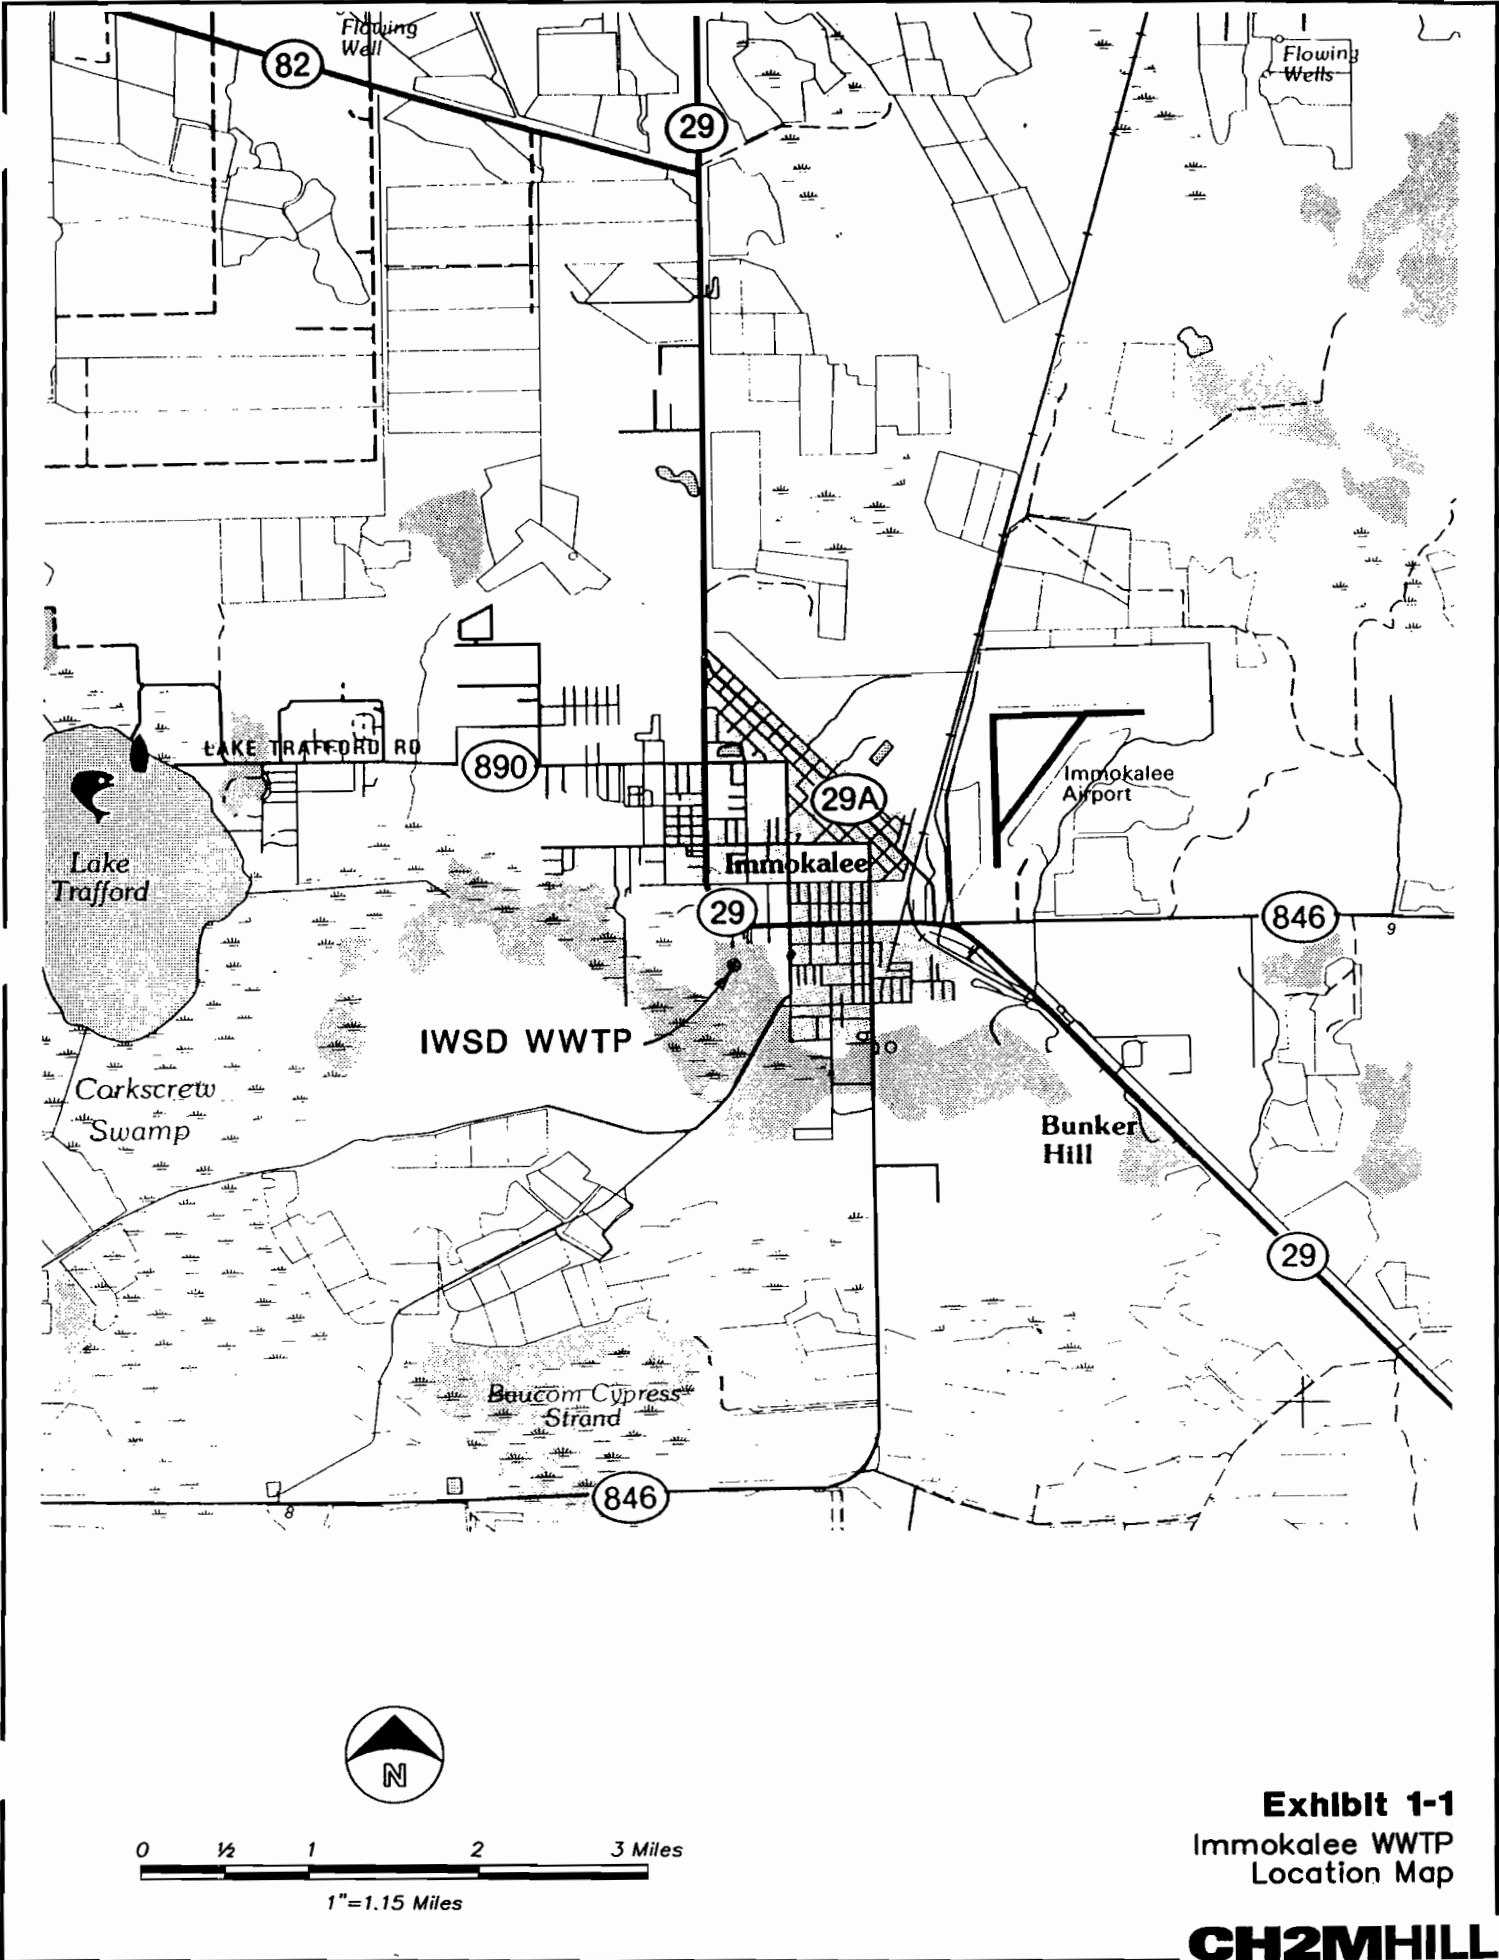 Flowing
Well
82
29
Flowing
Wells
LAKE TRAFFORD RD
890
29A
Immokalee
Airport
Lake
Trafford
Immokalee
29
846
9
IWSD WWTP
Corkscrew
Swamp
Bunker
Hill
29
Baucom Cypress
Strand
846
8
N
0 ½ 1 2 3 Miles
1"=1.15 Miles
Exhibit 1-1
Immokalee WWTP
Location Map
CH2MHILL